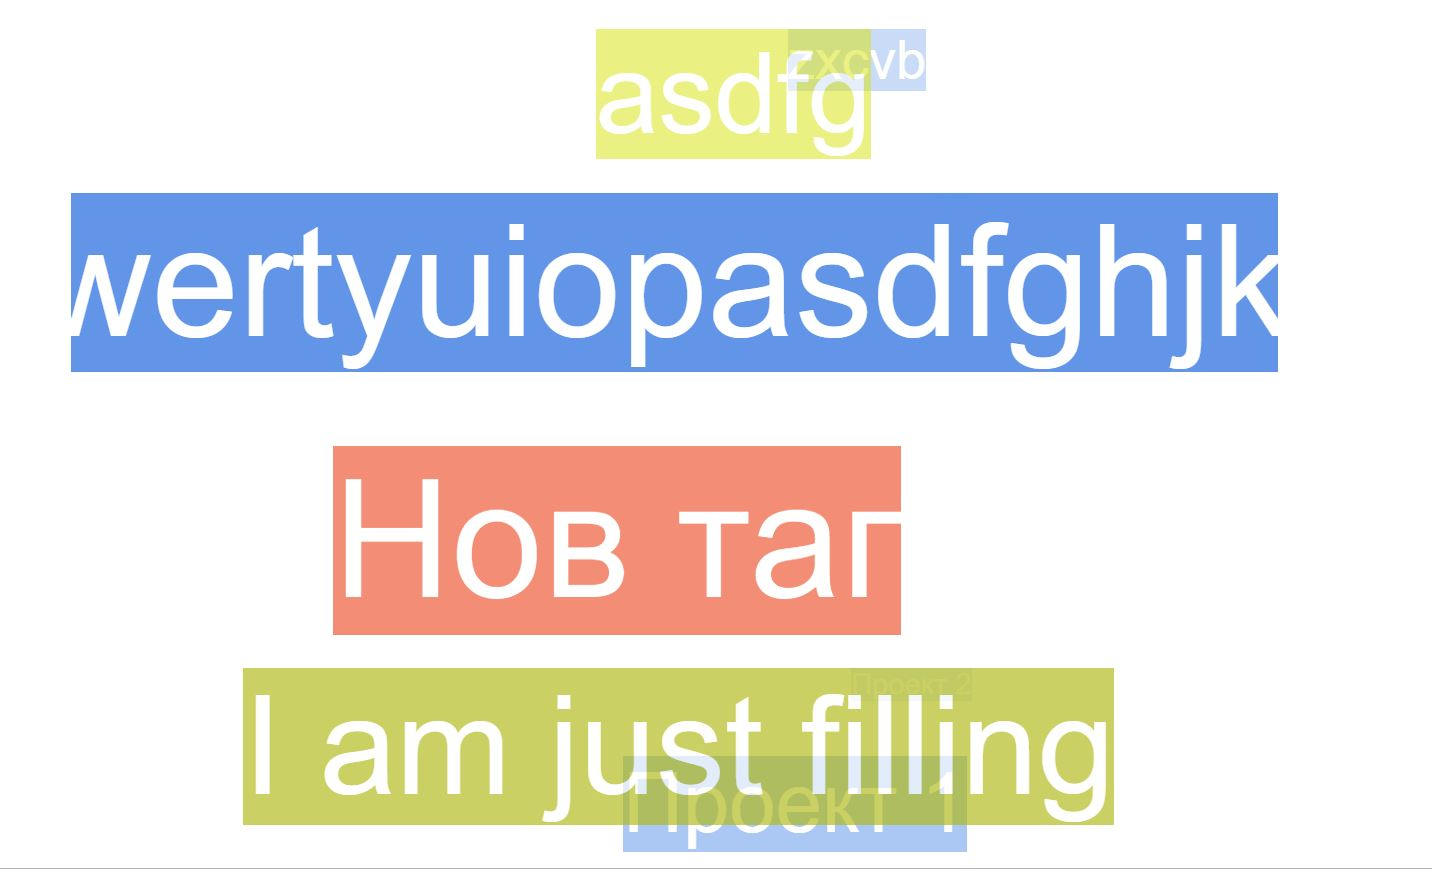 asdfg
zxcvb
wertyuiopasdfghjk
Нов таг
Проект 2
I am just filling
Проект 1